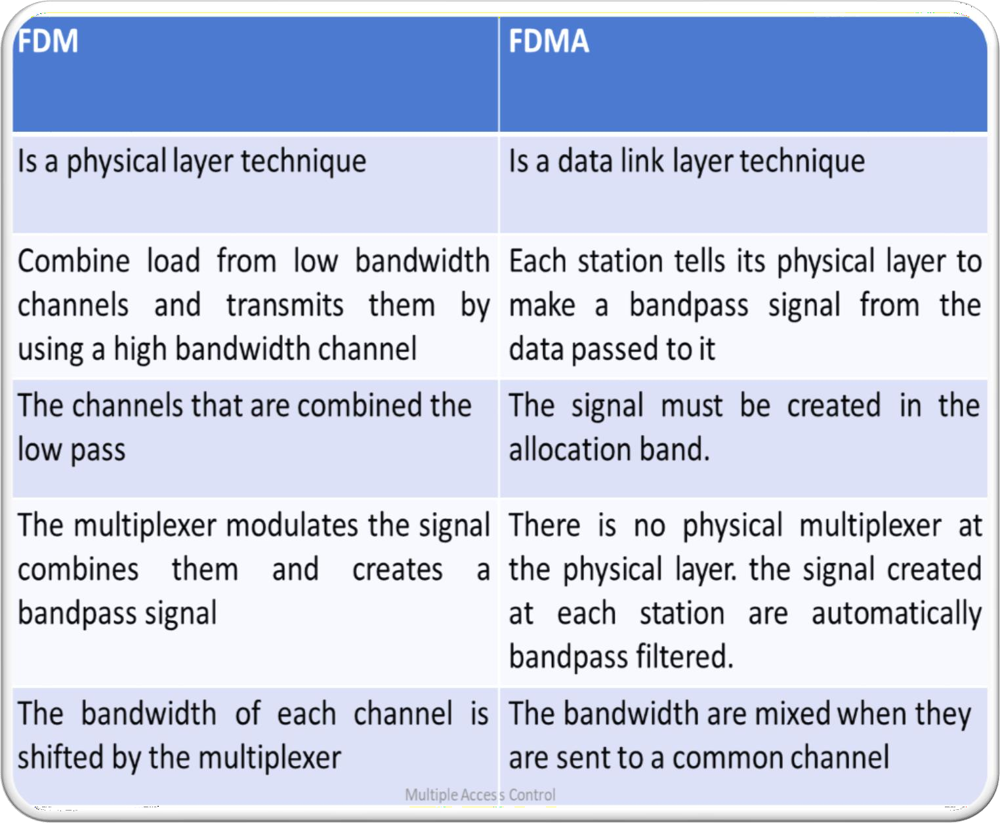 FDM
FDMA
Is a physical layer technique
Is a data link layer technique
Combine load from low bandwidth
channels and transmits them by
using a high bandwidth channel
Each station tells its physical layer to
make a bandpass signal from the
data passed to it
The channels that are combined the
low pass
The signal must be created in the
allocation band.
The multiplexer modulates the signal
combines them and creates a
bandpass signal
There is no physical multiplexer at
the physical layer. the signal created
at each station are automatically
bandpass filtered.
The bandwidth of each channel is
shifted by the multiplexer
The bandwidth are mixed when they
are sent to a common channel
Multiple Access Control